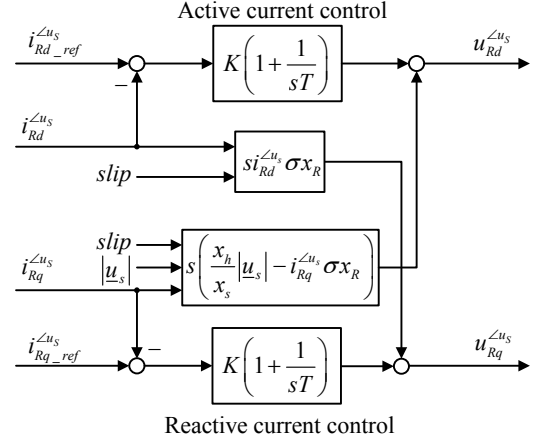 Active current control
i_{Rd_ref}^{∠u_S}
K(1 + 1/sT)
u_{Rd}^{∠u_S}
−
i_{Rd}^{∠u_S}
slip
s i_{Rd}^{∠u_s} σx_R
slip
|u_s|
i_{Rq}^{∠u_S}
s(x_h/x_s |u_s| − i_{Rq}^{∠u_s} σx_R)
i_{Rq_ref}^{∠u_S}
−
K(1 + 1/sT)
u_{Rq}^{∠u_S}
Reactive current control